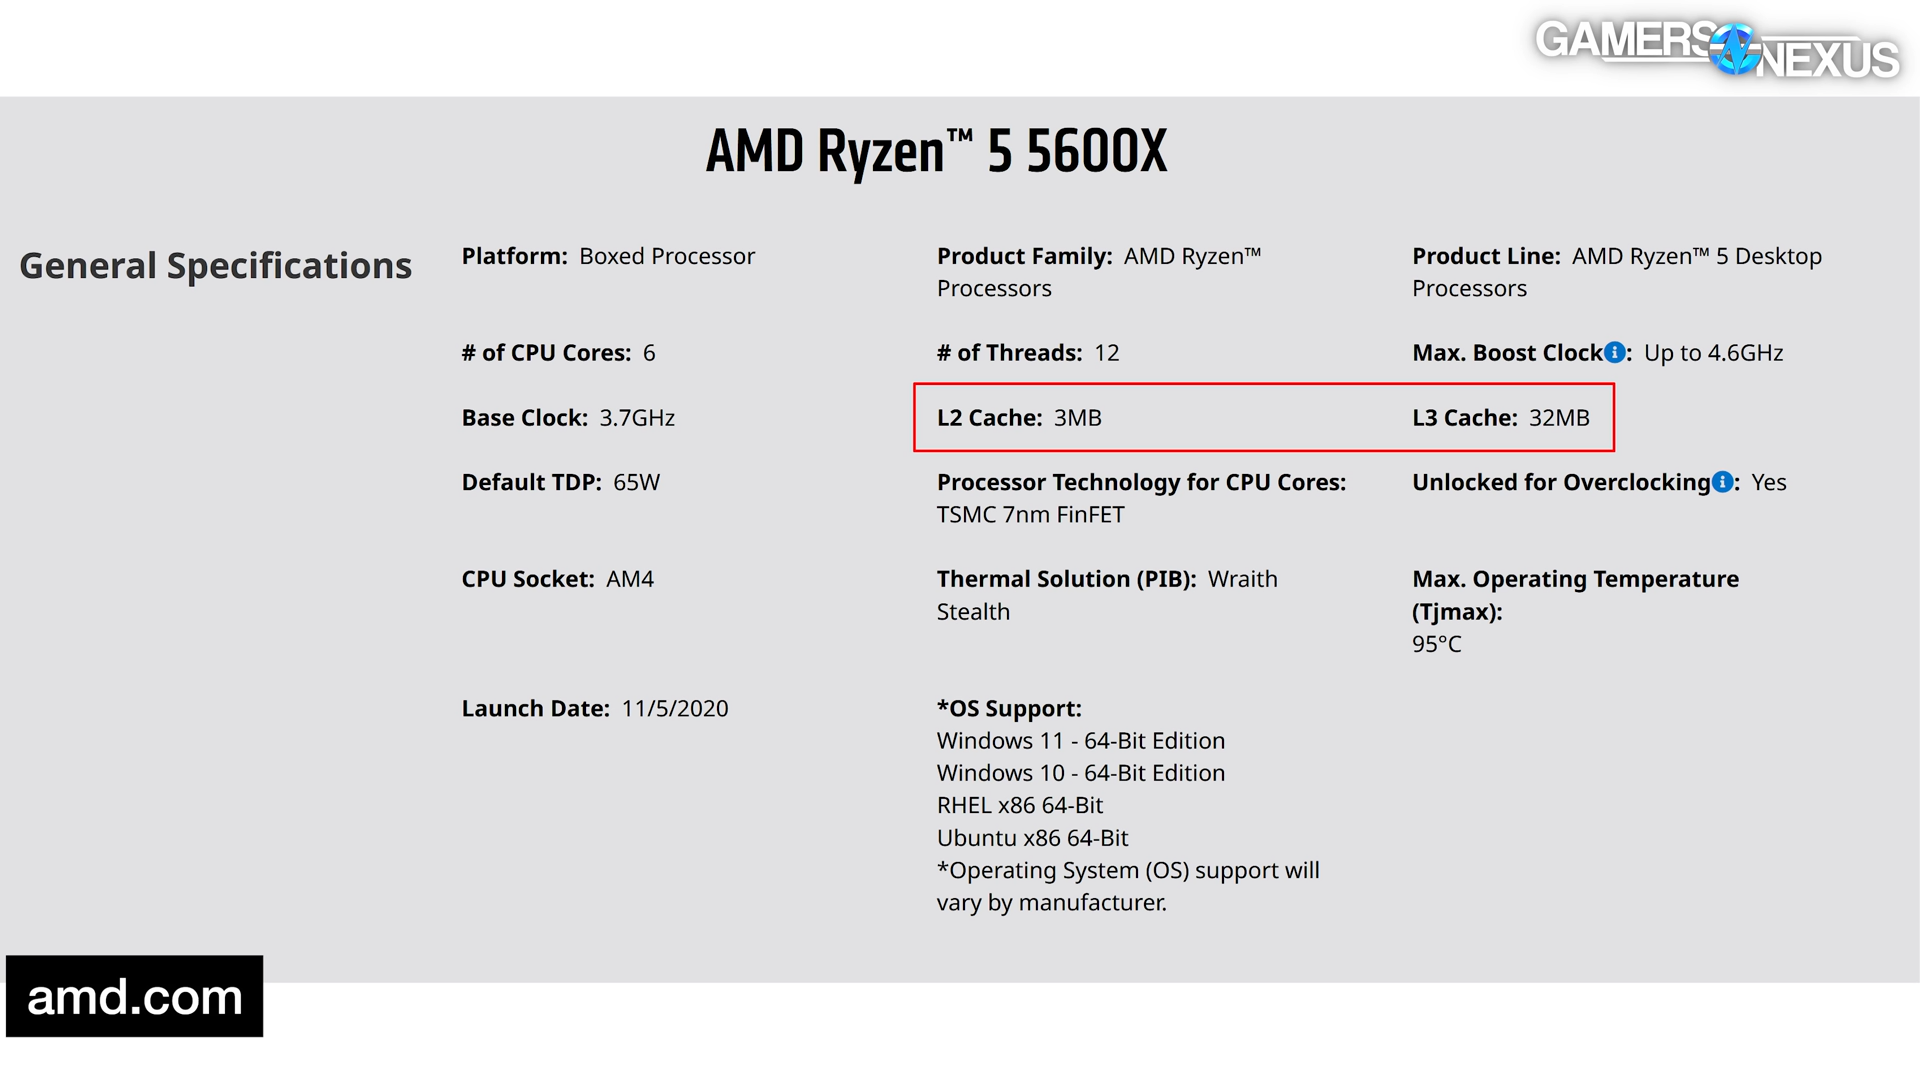 GAMERS NEXUS
AMD Ryzen™ 5 5600X
General Specifications
Platform: Boxed Processor
Product Family: AMD Ryzen™
Processors
Product Line: AMD Ryzen™ 5 Desktop
Processors
# of CPU Cores: 6
# of Threads: 12
Max. Boost Clock: Up to 4.6GHz
Base Clock: 3.7GHz
L2 Cache: 3MB
L3 Cache: 32MB
Default TDP: 65W
Processor Technology for CPU Cores:
TSMC 7nm FinFET
Unlocked for Overclocking: Yes
CPU Socket: AM4
Thermal Solution (PIB): Wraith
Stealth
Max. Operating Temperature
(Tjmax):
95°C
Launch Date: 11/5/2020
*OS Support:
Windows 11 - 64-Bit Edition
Windows 10 - 64-Bit Edition
RHEL x86 64-Bit
Ubuntu x86 64-Bit
*Operating System (OS) support will
vary by manufacturer.
amd.com